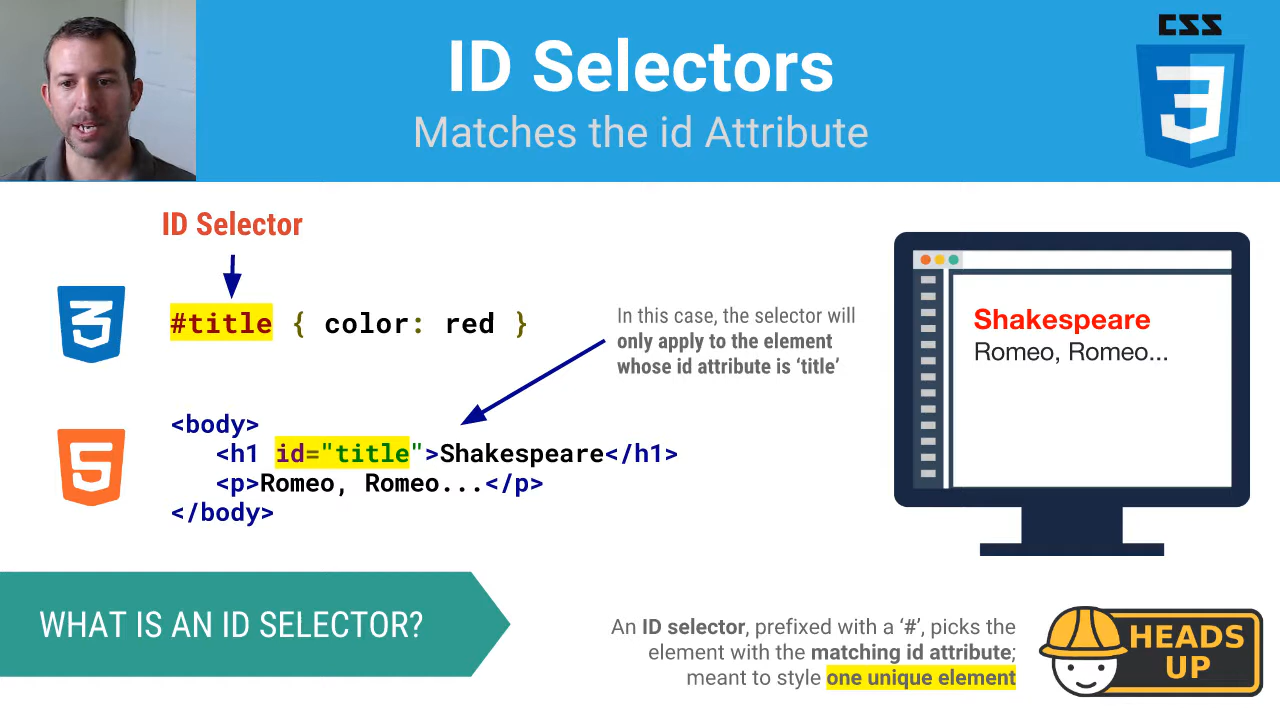 CSS
3
ID Selectors
Matches the id Attribute
ID Selector
3
#title { color: red }
In this case, the selector will
only apply to the element
whose id attribute is ‘title’
5
<body>
<h1 id="title">Shakespeare</h1>
<p>Romeo, Romeo...</p>
</body>
Shakespeare
Romeo, Romeo...
WHAT IS AN ID SELECTOR?
An ID selector, prefixed with a ‘#’, picks the
element with the matching id attribute;
meant to style one unique element
HEADS
UP